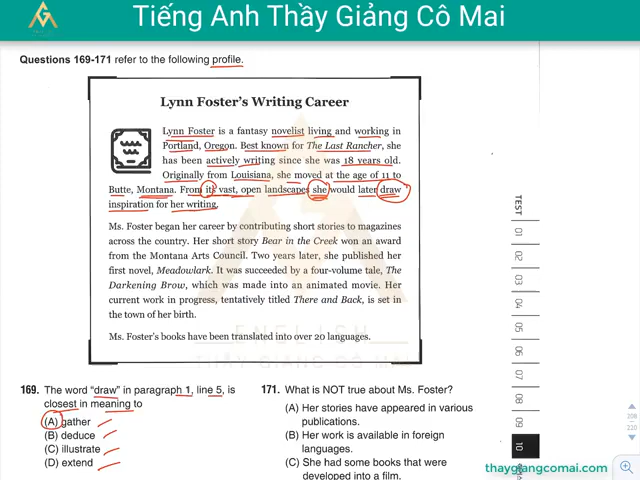 Tiếng Anh Thầy Giảng Cô Mai
Questions 169-171 refer to the following profile.
Lynn Foster's Writing Career
Lynn Foster is a fantasy novelist living and working in
Portland, Oregon. Best known for The Last Rancher, she
has been actively writing since she was 18 years old.
Originally from Louisiana, she moved at the age of 11 to
Butte, Montana. From its vast, open landscapes she would later draw
inspiration for her writing.
Ms. Foster began her career by contributing short stories to magazines
across the country. Her short story Bear in the Creek won an award
from the Montana Arts Council. Two years later, she published her
first novel, Meadowlark. It was succeeded by a four-volume tale, The
Darkening Brow, which was made into an animated movie. Her
current work in progress, tentatively titled There and Back, is set in
the town of her birth.
Ms. Foster's books have been translated into over 20 languages.
ENGLISH
THẦY GIẢNG CÔ MAI
169. The word "draw" in paragraph 1, line 5, is
closest in meaning to
(A) gather
(B) deduce
(C) illustrate
(D) extend
171. What is NOT true about Ms. Foster?
(A) Her stories have appeared in various
publications.
(B) Her work is available in foreign
languages.
(C) She had some books that were
developed into a film.
TEST
01
02
03
04
05
06
07
08
09
10
208
220
thaygiangcomai.com